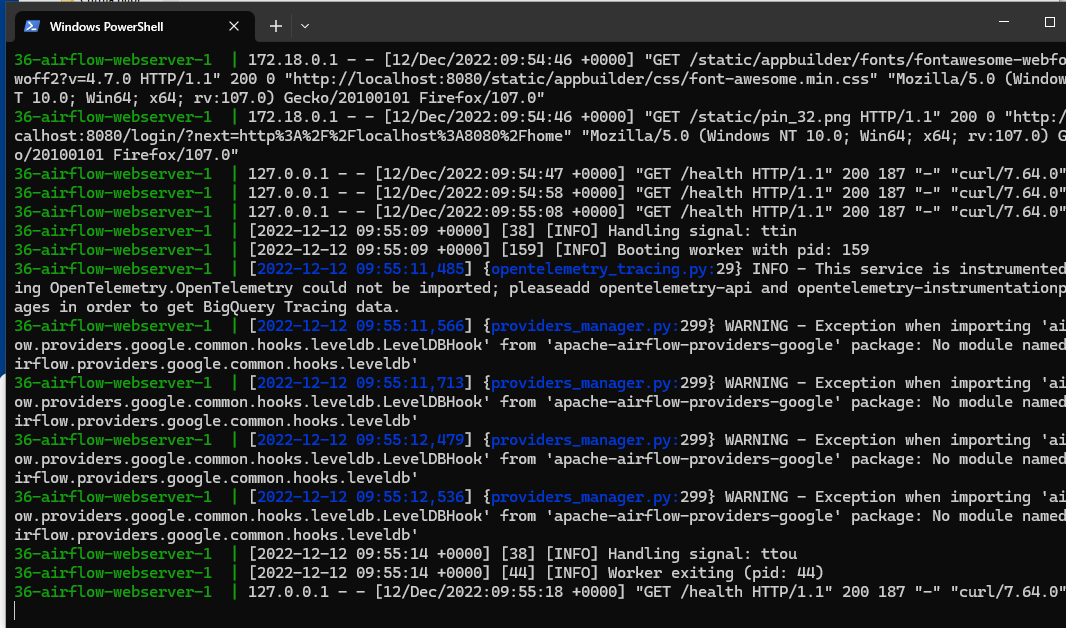 Windows PowerShell
36-airflow-webserver-1 | 172.18.0.1 - - [12/Dec/2022:09:54:46 +0000] "GET /static/appbuilder/fonts/fontawesome-webfo
woff2?v=4.7.0 HTTP/1.1" 200 0 "http://localhost:8080/static/appbuilder/css/font-awesome.min.css" "Mozilla/5.0 (Window
T 10.0; Win64; x64; rv:107.0) Gecko/20100101 Firefox/107.0"
36-airflow-webserver-1 | 172.18.0.1 - - [12/Dec/2022:09:54:46 +0000] "GET /static/pin_32.png HTTP/1.1" 200 0 "http:/
calhost:8080/login/?next=http%3A%2F%2Flocalhost%3A8080%2Fhome" "Mozilla/5.0 (Windows NT 10.0; Win64; x64; rv:107.0) G
o/20100101 Firefox/107.0"
36-airflow-webserver-1 | 127.0.0.1 - - [12/Dec/2022:09:54:47 +0000] "GET /health HTTP/1.1" 200 187 "-" "curl/7.64.0"
36-airflow-webserver-1 | 127.0.0.1 - - [12/Dec/2022:09:54:58 +0000] "GET /health HTTP/1.1" 200 187 "-" "curl/7.64.0"
36-airflow-webserver-1 | 127.0.0.1 - - [12/Dec/2022:09:55:08 +0000] "GET /health HTTP/1.1" 200 187 "-" "curl/7.64.0"
36-airflow-webserver-1 | [2022-12-12 09:55:09 +0000] [38] [INFO] Handling signal: ttin
36-airflow-webserver-1 | [2022-12-12 09:55:09 +0000] [159] [INFO] Booting worker with pid: 159
36-airflow-webserver-1 | [2022-12-12 09:55:11,485] {opentelemetry_tracing.py:29} INFO - This service is instrumented
ing OpenTelemetry.OpenTelemetry could not be imported; pleaseadd opentelemetry-api and opentelemetry-instrumentationp
ages in order to get BigQuery Tracing data.
36-airflow-webserver-1 | [2022-12-12 09:55:11,566] {providers_manager.py:299} WARNING - Exception when importing 'ai
ow.providers.google.common.hooks.leveldb.LevelDBHook' from 'apache-airflow-providers-google' package: No module named
irflow.providers.google.common.hooks.leveldb'
36-airflow-webserver-1 | [2022-12-12 09:55:11,713] {providers_manager.py:299} WARNING - Exception when importing 'ai
ow.providers.google.common.hooks.leveldb.LevelDBHook' from 'apache-airflow-providers-google' package: No module named
irflow.providers.google.common.hooks.leveldb'
36-airflow-webserver-1 | [2022-12-12 09:55:12,479] {providers_manager.py:299} WARNING - Exception when importing 'ai
ow.providers.google.common.hooks.leveldb.LevelDBHook' from 'apache-airflow-providers-google' package: No module named
irflow.providers.google.common.hooks.leveldb'
36-airflow-webserver-1 | [2022-12-12 09:55:12,536] {providers_manager.py:299} WARNING - Exception when importing 'ai
ow.providers.google.common.hooks.leveldb.LevelDBHook' from 'apache-airflow-providers-google' package: No module named
irflow.providers.google.common.hooks.leveldb'
36-airflow-webserver-1 | [2022-12-12 09:55:14 +0000] [38] [INFO] Handling signal: ttou
36-airflow-webserver-1 | [2022-12-12 09:55:14 +0000] [44] [INFO] Worker exiting (pid: 44)
36-airflow-webserver-1 | 127.0.0.1 - - [12/Dec/2022:09:55:18 +0000] "GET /health HTTP/1.1" 200 187 "-" "curl/7.64.0"